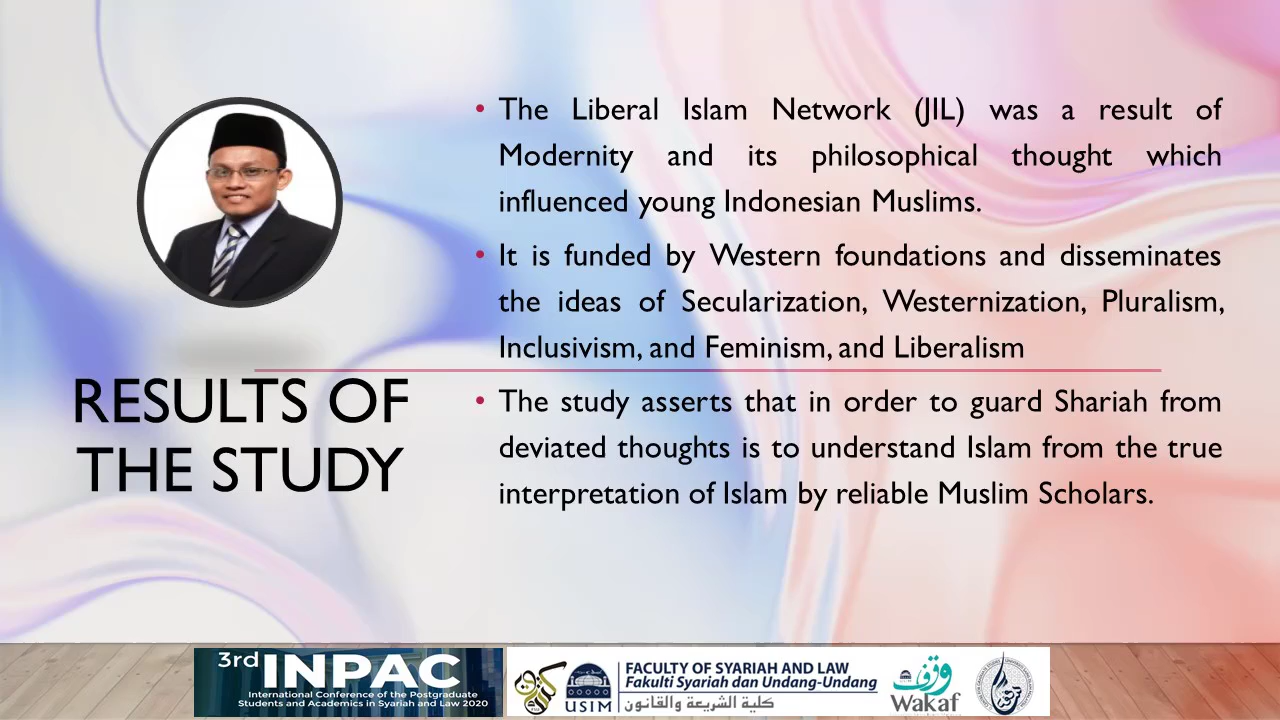 • The Liberal Islam Network (JIL) was a result of
Modernity and its philosophical thought which
influenced young Indonesian Muslims.
• It is funded by Western foundations and disseminates
the ideas of Secularization, Westernization, Pluralism,
Inclusivism, and Feminism, and Liberalism
RESULTS OF
THE STUDY
• The study asserts that in order to guard Shariah from
deviated thoughts is to understand Islam from the true
interpretation of Islam by reliable Muslim Scholars.
3rd INPAC
International Conference of the Postgraduate
Students and Academics in Syariah and Law 2020
USIM
FACULTY OF SYARIAH AND LAW
Fakulti Syariah dan Undang-Undang
كلية الشريعة والقانون
وقف
Wakaf